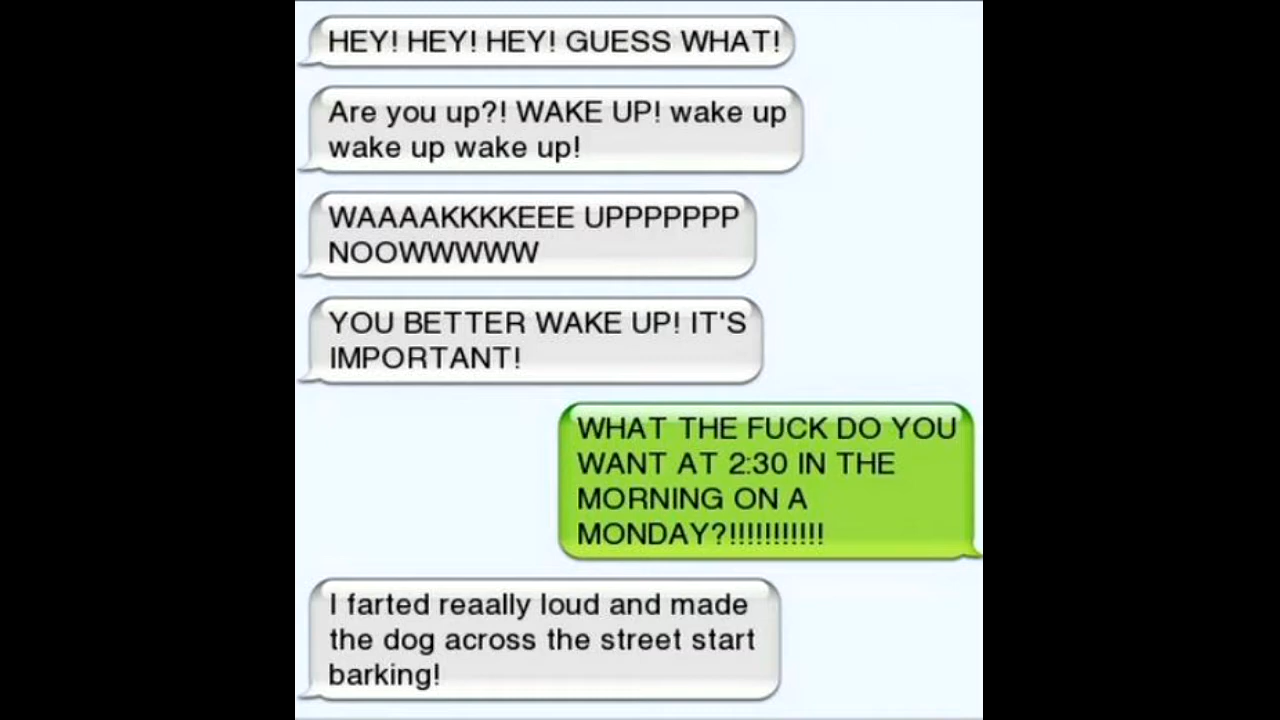 HEY! HEY! HEY! GUESS WHAT!
Are you up?! WAKE UP! wake up
wake up wake up!
WAAAAKKKKEEE UPPPPPPP
NOOWWWWW
YOU BETTER WAKE UP! IT'S
IMPORTANT!
WHAT THE FUCK DO YOU
WANT AT 2:30 IN THE
MORNING ON A
MONDAY?!!!!!!!!!!!
I farted reaally loud and made
the dog across the street start
barking!